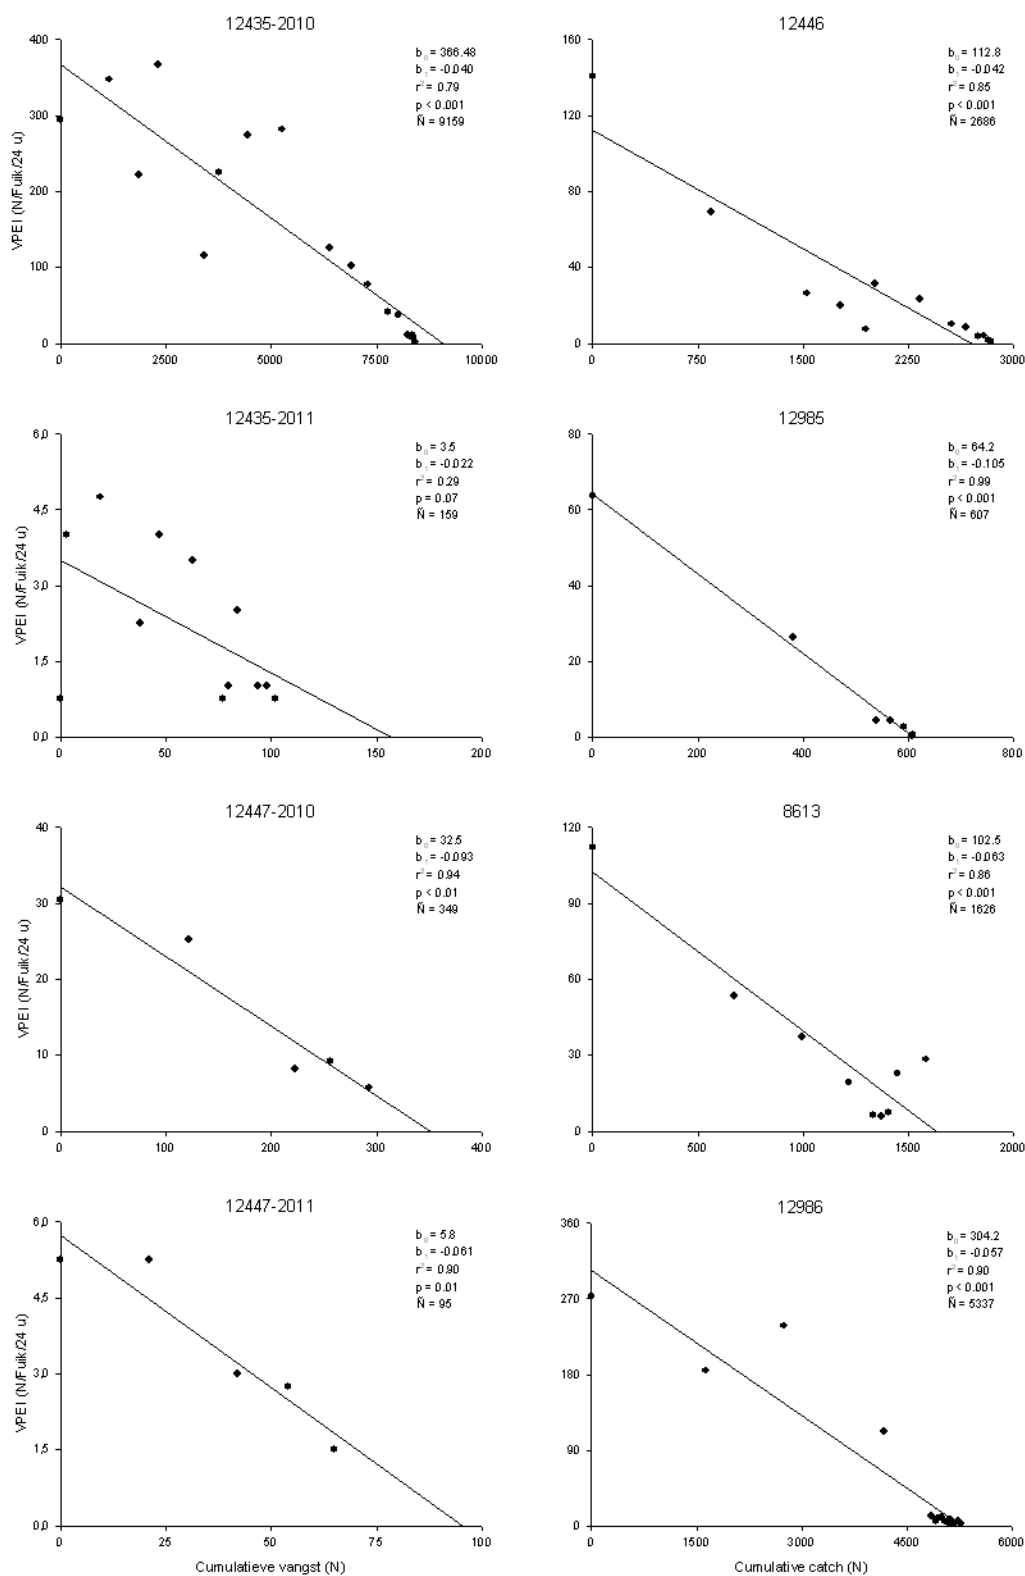 12435-2010
400
300
200
100
0
VPEI (N/Fuik/24 u)
0 2500 5000 7500 10000
b₀ = 366.48
b₁ = -0.040
r² = 0.79
p < 0.001
Ñ = 9159
12446
160
120
80
40
0
0 750 1500 2250 3000
b₀ = 112.8
b₁ = -0.042
r² = 0.85
p < 0.001
Ñ = 2686
12435-2011
6,0
4,5
3,0
1,5
0,0
VPEI (N/Fuik/24 u)
0 50 100 150 200
b₀ = 3.5
b₁ = -0.022
r² = 0.29
p = 0.07
Ñ = 159
12985
80
60
40
20
0
0 200 400 600 800
b₀ = 64.2
b₁ = -0.105
r² = 0.99
p < 0.001
Ñ = 607
12447-2010
40
30
20
10
0
VPEI (N/Fuik/24 u)
0 100 200 300 400
b₀ = 32.5
b₁ = -0.093
r² = 0.94
p < 0.01
Ñ = 349
8613
120
90
60
30
0
0 500 1000 1500 2000
b₀ = 102.5
b₁ = -0.063
r² = 0.86
p < 0.001
Ñ = 1626
12447-2011
6,0
4,5
3,0
1,5
0,0
VPEI (N/Fuik/24 u)
0 25 50 75 100
Cumulatieve vangst (N)
b₀ = 5.8
b₁ = -0.061
r² = 0.90
p = 0.01
Ñ = 95
12986
360
270
180
90
0
0 1500 3000 4500 6000
Cumulative catch (N)
b₀ = 304.2
b₁ = -0.057
r² = 0.90
p < 0.001
Ñ = 5337